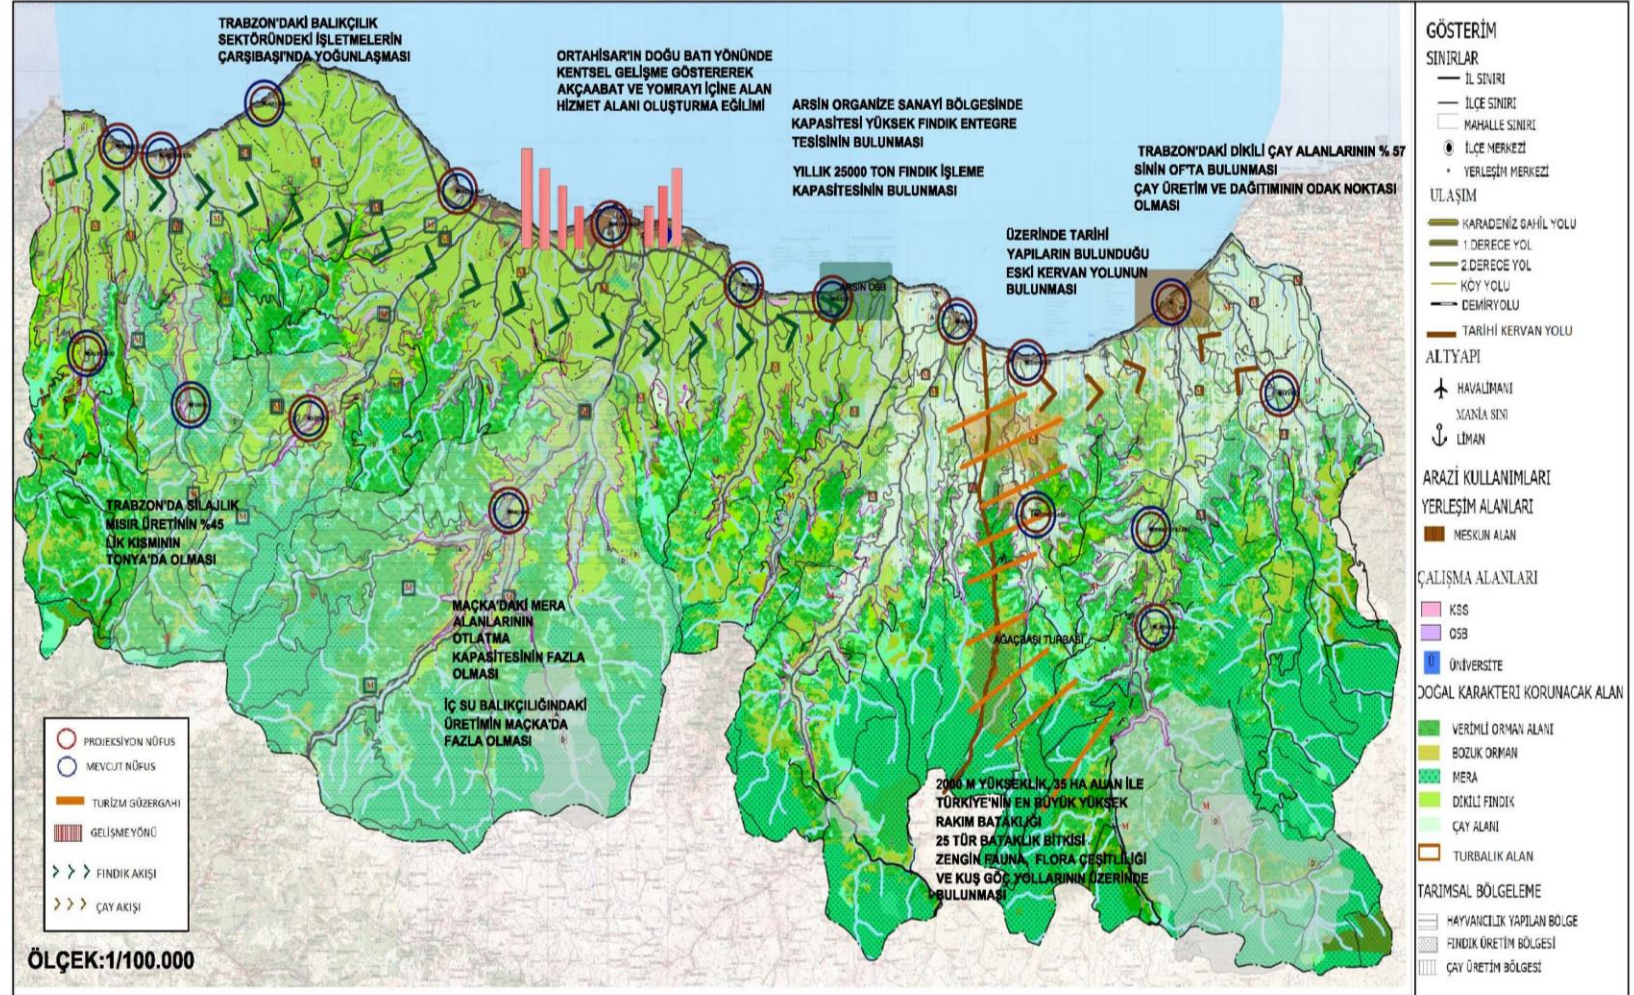 TRABZON'DAKİ BALIKÇILIK
SEKTÖRÜNDEKİ İŞLETMELERİN
ÇARŞIBAŞI'NDA YOĞUNLAŞMASI
ORTAHİSAR'IN DOĞU BATI YÖNÜNDE
KENTSEL GELİŞME GÖSTEREREK
AKÇAABAT VE YOMRAYI İÇİNE ALAN
HİZMET ALANI OLUŞTURMA EĞİLİMİ
ARSİN ORGANİZE SANAYİ BÖLGESİNDE
KAPASİTESİ YÜKSEK FINDIK ENTEGRE
TESİSİNİN BULUNMASI
YILLIK 25000 TON FINDIK İŞLEME
KAPASİTESİNİN BULUNMASI
TRABZON'DAKİ DİKİLİ ÇAY ALANLARININ % 57
SİNİN OF'TA BULUNMASI
ÇAY ÜRETİM VE DAĞITIMININ ODAK NOKTASI
OLMASI
ÜZERİNDE TARİHİ
YAPILARIN BULUNDUĞU
ESKİ KERVAN YOLUNUN
BULUNMASI
ARSİN OSB
TRABZON'DA SİLAJLIK
MISIR ÜRETİNİN %45
LİK KISMININ
TONYA'DA OLMASI
MAÇKA'DAKİ MERA
ALANLARININ
OTLATMA
KAPASİTESİNİN FAZLA
OLMASI
İÇ SU BALIKÇILIĞINDAKİ
ÜRETİMİN MAÇKA'DA
FAZLA OLMASI
AĞAÇBAŞI TURBASI
2000 M YÜKSEKLİK, 35 HA ALAN İLE
TÜRKİYE'NİN EN BÜYÜK YÜKSEK
RAKIM BATAKLIĞI
25 TÜR BATAKLIK BİTKİSİ
ZENGİN FAUNA, FLORA ÇEŞİTLİLİĞİ
VE KUŞ GÖÇ YOLLARININ ÜZERİNDE
BULUNMASI
PROJEKSİYON NÜFUS
MEVCUT NÜFUS
TURİZM GÜZERGAHI
GELİŞME YÖNÜ
FINDIK AKIŞI
ÇAY AKIŞI
ÖLÇEK:1/100.000
GÖSTERİM
SINIRLAR
İL SINIRI
İLÇE SINIRI
MAHALLE SINIRI
İLÇE MERKEZİ
YERLEŞİM MERKEZİ
ULAŞIM
KARADENİZ SAHİL YOLU
1.DERECE YOL
2.DERECE YOL
KÖY YOLU
DEMİRYOLU
TARİHİ KERVAN YOLU
ALTYAPI
HAVALİMANI
MANİA SINI
LİMAN
ARAZİ KULLANIMLARI
YERLEŞİM ALANLARI
MESKUN ALAN
ÇALIŞMA ALANLARI
KSS
OSB
Ü ÜNİVERSİTE
DOĞAL KARAKTERİ KORUNACAK ALAN
VERİMLİ ORMAN ALANI
BOZUK ORMAN
MERA
DİKİLİ FINDIK
ÇAY ALANI
TURBALIK ALAN
TARIMSAL BÖLGELEME
HAYVANCILIK YAPILAN BÖLGE
FINDIK ÜRETİM BÖLGESİ
ÇAY ÜRETİM BÖLGESİ